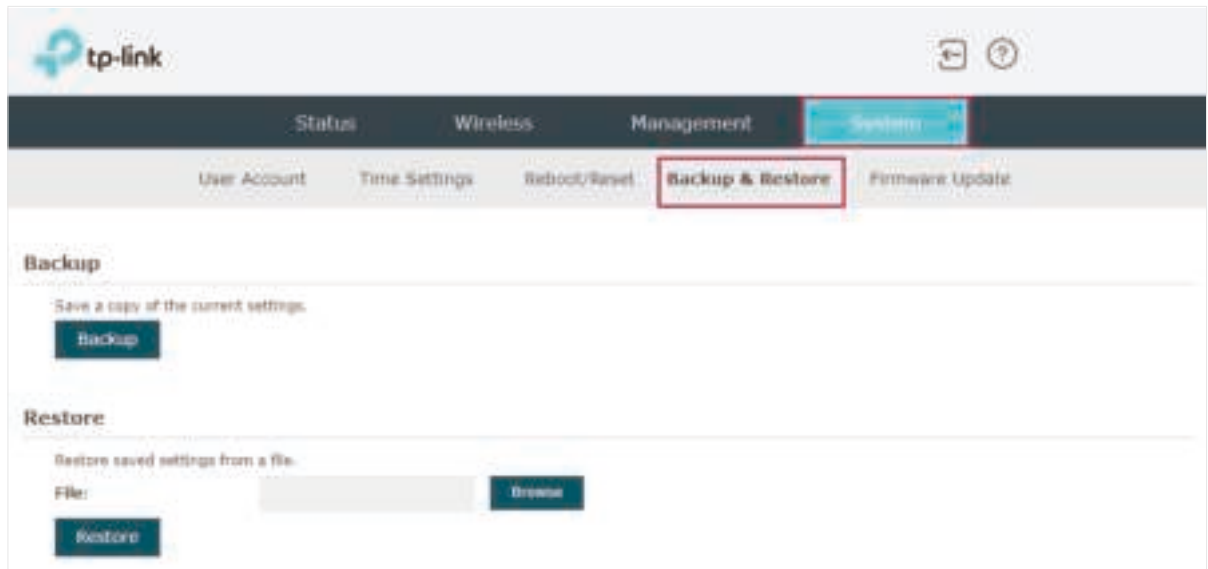 tp-link
Status Wireless Management System
User Account Time Settings Reboot/Reset Backup & Restore Firmware Update
Backup
Save a copy of the current settings.
Backup
Restore
Restore saved settings from a file.
File: Browse
Restore